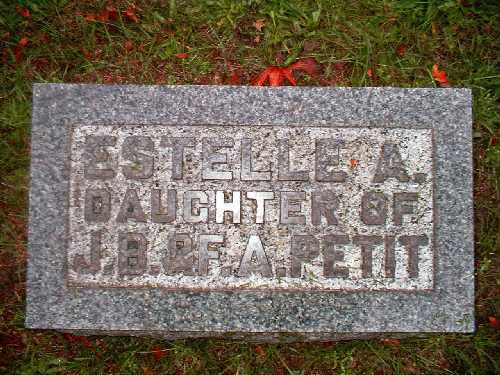 ESTELLE A.
DAUGHTER OF
J.B.&F.A.PETIT